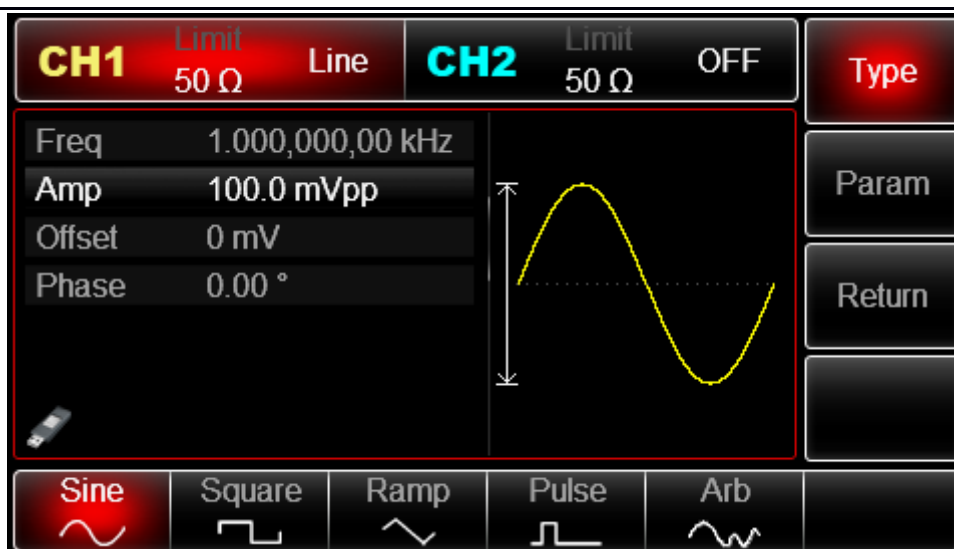 CH1 Limit 50 Ω Line CH2 Limit 50 Ω OFF
Type
Freq 1.000,000,00 kHz
Amp 100.0 mVpp
Offset 0 mV
Phase 0.00 °
Param
Return
Sine Square Ramp Pulse Arb